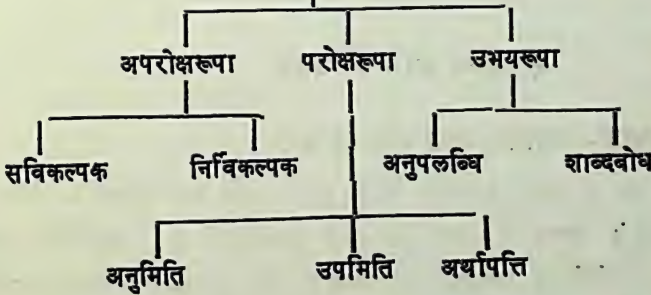 अपरोक्षरूपा परोक्षरूपा उभयरूपा
सविकल्पक निर्विकल्पक अनुपलब्धि शाब्दबोध
अनुमिति उपमिति अर्थापत्ति